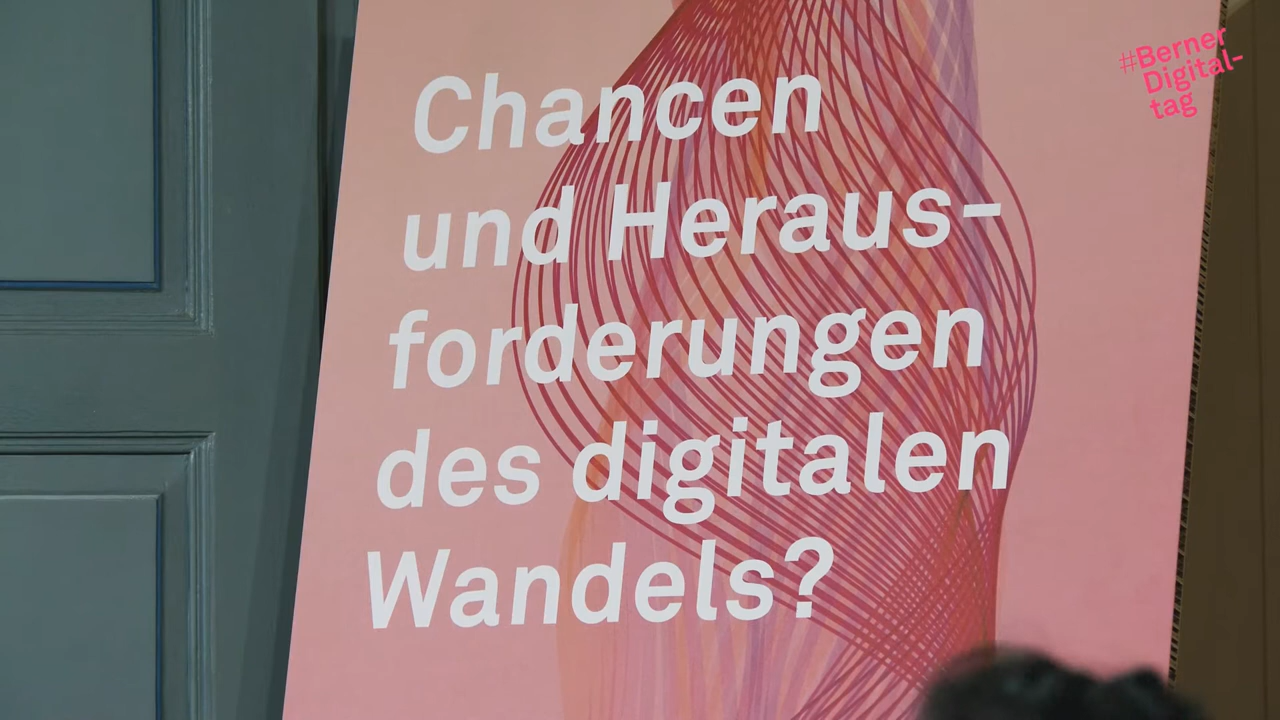 Chancen
und Heraus-
forderungen
des digitalen
Wandels?
#Berner
Digital-
tag